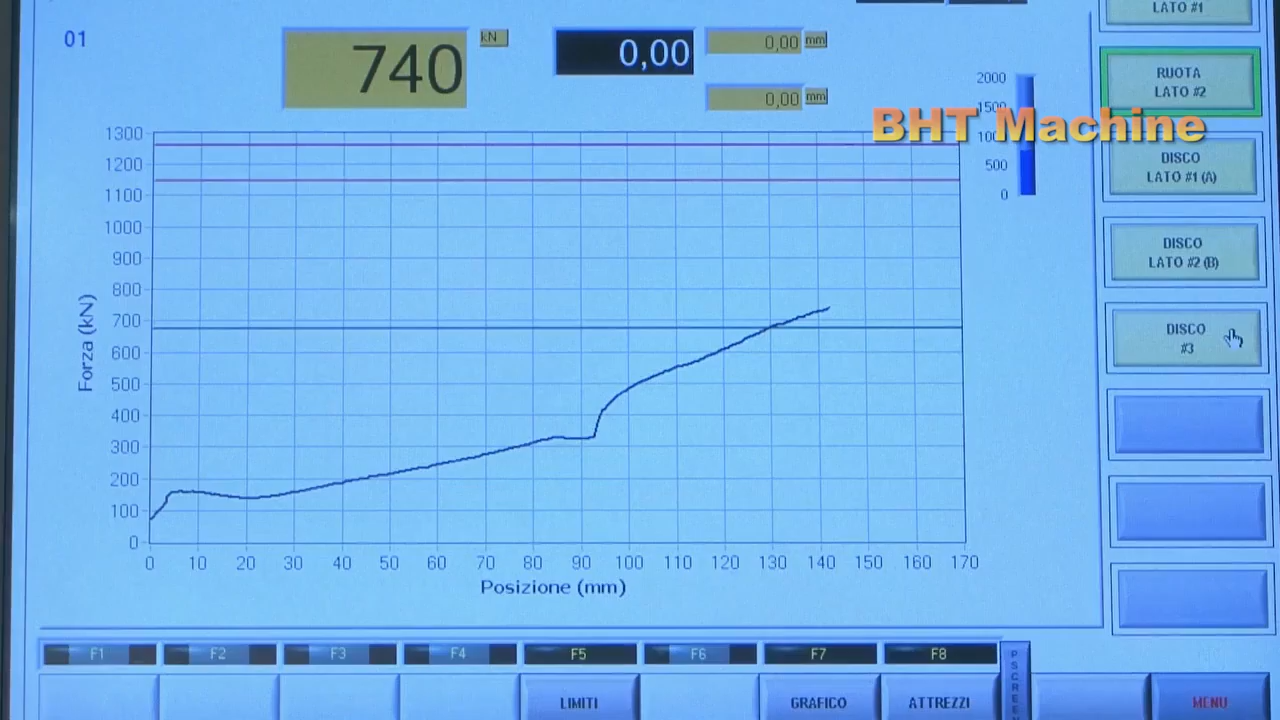 LATO #1
01
740
kN
0,00
0,00 mm
0,00 mm
RUOTA
LATO #2
BHT Machine
2000
1500
500
0
DISCO
LATO #1 (A)
DISCO
LATO #2 (B)
DISCO
#3
1300
1200
1100
1000
900
800
700
600
500
400
300
200
100
0
Forza (kN)
0 10 20 30 40 50 60 70 80 90 100 110 120 130 140 150 160 170
Posizione (mm)
F1 F2 F3 F4 F5 F6 F7 F8
LIMITI
GRAFICO
ATTREZZI
MENU